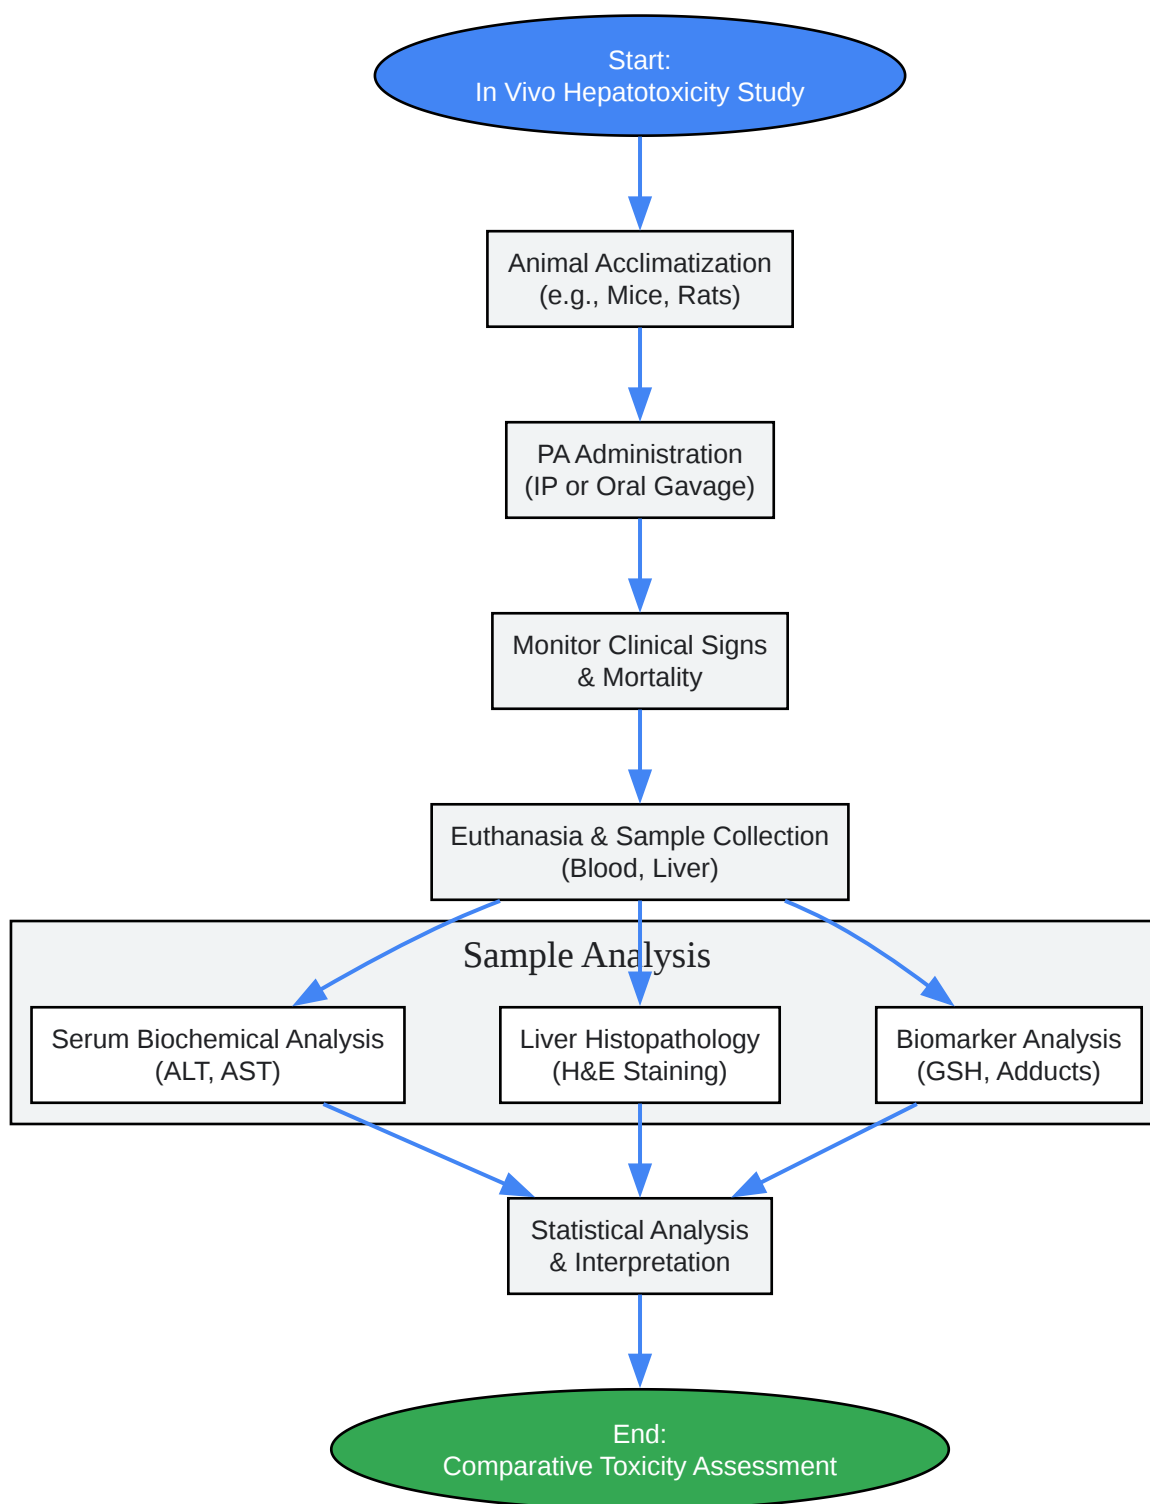 Start:
In Vivo Hepatotoxicity Study
Animal Acclimatization
(e.g., Mice, Rats)
PA Administration
(IP or Oral Gavage)
Monitor Clinical Signs
& Mortality
Euthanasia & Sample Collection
(Blood, Liver)
Sample Analysis
Serum Biochemical Analysis
(ALT, AST)
Liver Histopathology
(H&E Staining)
Biomarker Analysis
(GSH, Adducts)
Statistical Analysis
& Interpretation
End:
Comparative Toxicity Assessment